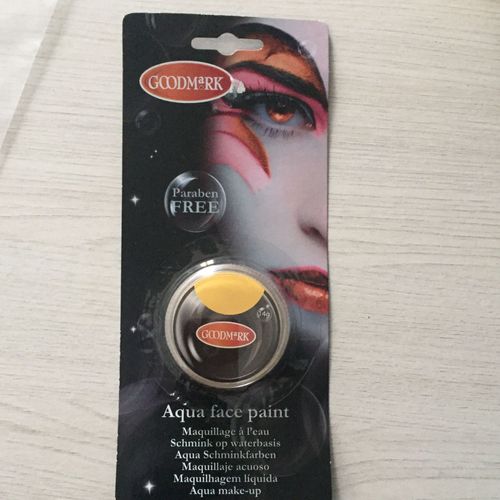 GOODMARK
Paraben
FREE
14g
GOODMARK
Aqua face paint
Maquillage à l'eau
Schmink op waterbasis
Aqua Schminkfarben
Maquillaje acuoso
Maquilhagem líquida
Aqua make-up